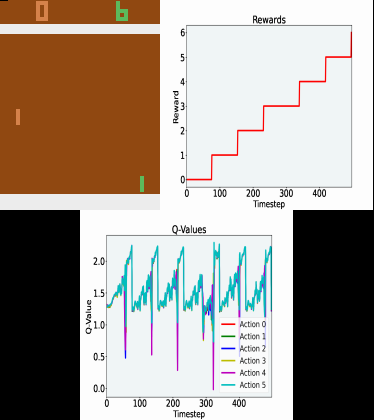 0 6
Rewards
6
5
4
3
2
1
0
Reward
0 100 200 300 400
Timestep
Q-Values
2.0
1.5
1.0
0.5
0.0
Q-Value
Action 0
Action 1
Action 2
Action 3
Action 4
Action 5
0 100 200 300 400
Timestep